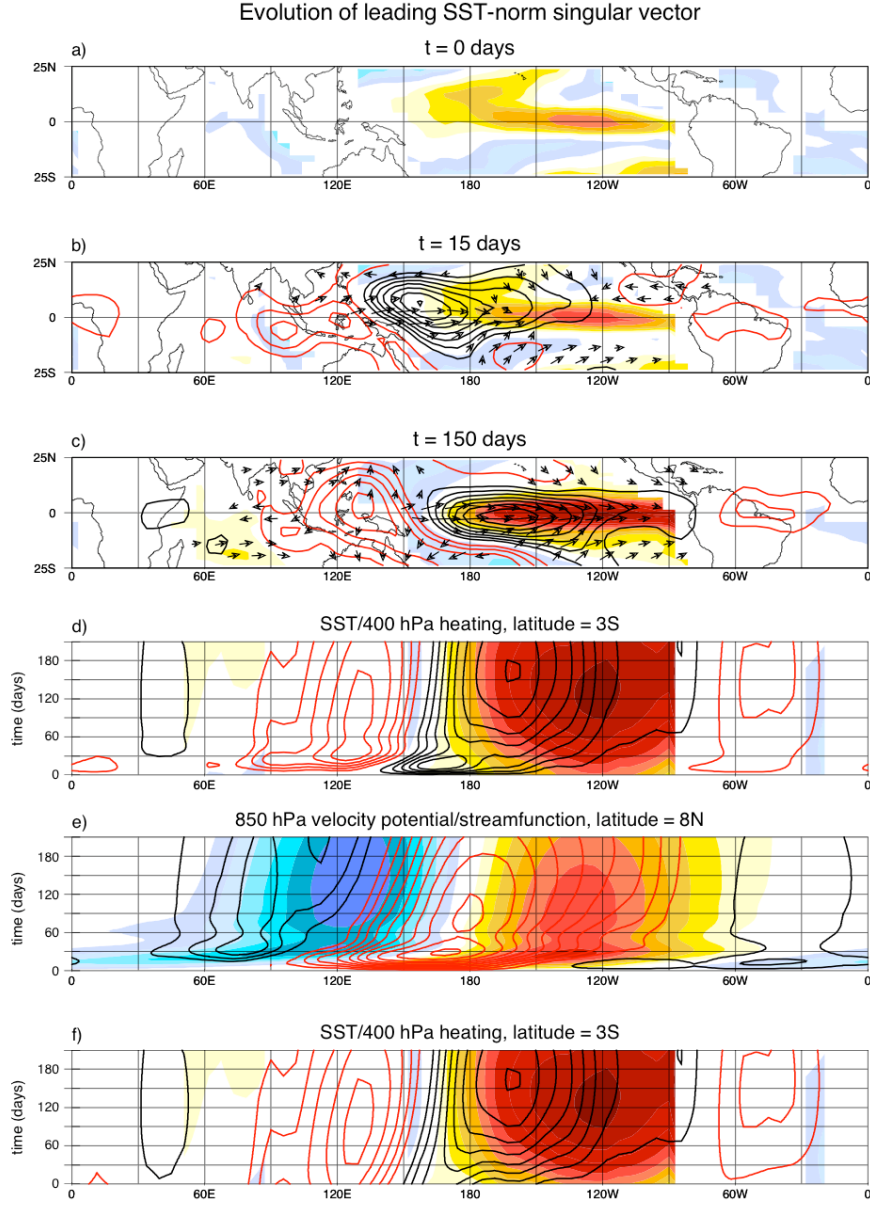 Evolution of leading SST-norm singular vector
a)
t = 0 days
25N
0
25S
0 60E 120E 180 120W 60W 0
b)
t = 15 days
25N
0
25S
0 60E 120E 180 120W 60W 0
c)
t = 150 days
25N
0
25S
0 60E 120E 180 120W 60W 0
d)
SST/400 hPa heating, latitude = 3S
time (days)
180
120
60
0
0 60E 120E 180 120W 60W 0
e)
850 hPa velocity potential/streamfunction, latitude = 8N
time (days)
180
120
60
0
0 60E 120E 180 120W 60W 0
f)
SST/400 hPa heating, latitude = 3S
time (days)
180
120
60
0
0 60E 120E 180 120W 60W 0